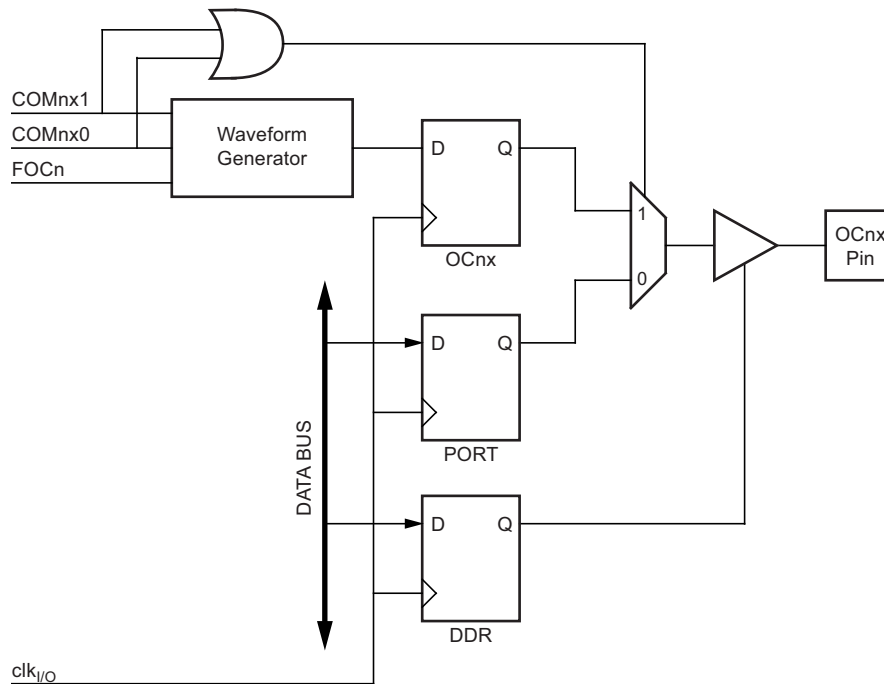 COMnx1
COMnx0
FOCn
Waveform
Generator
D Q
OCnx
1
0
OCnx
Pin
D Q
PORT
DATA BUS
D Q
DDR
clkI/O